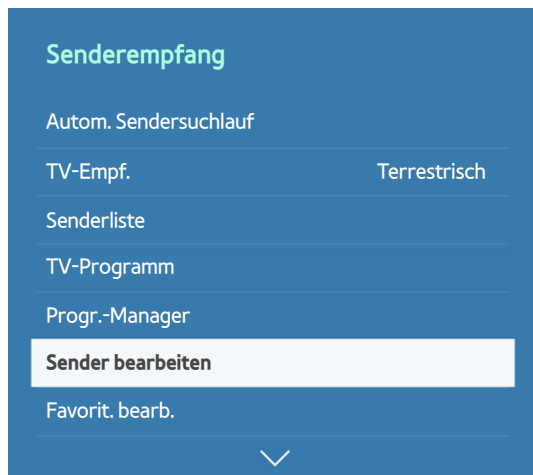 Senderempfang
Autom. Sendersuchlauf
TV-Empf. Terrestrisch
Senderliste
TV-Programm
Progr.-Manager
Sender bearbeiten
Favorit. bearb.